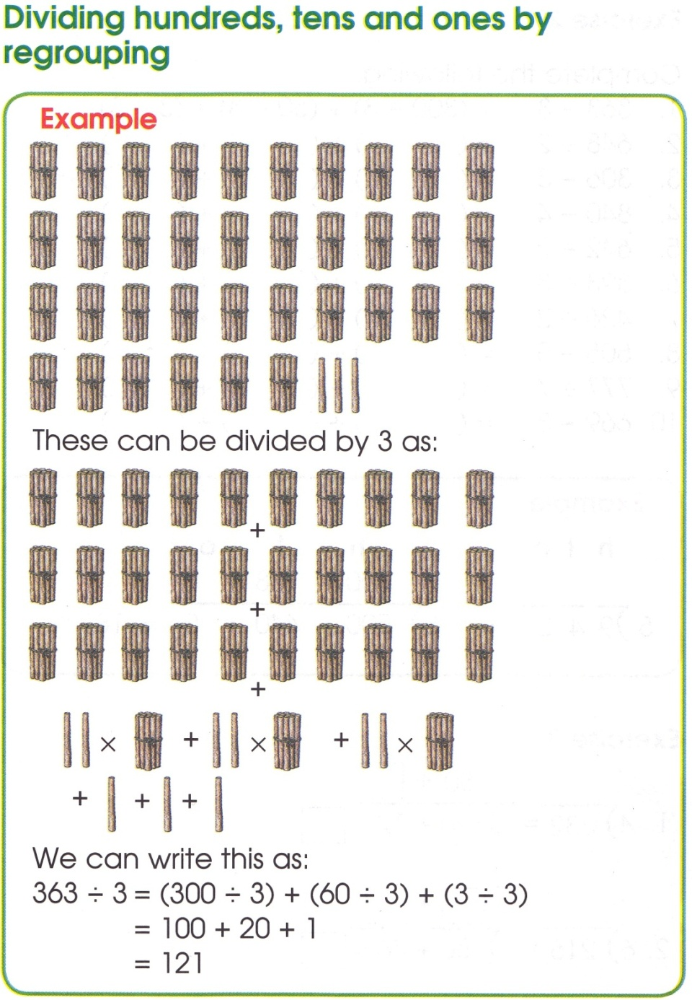 Dividing hundreds, tens and ones by
regrouping
Example
These can be divided by 3 as:
+
+
+
× + × + ×
+ + +
We can write this as:
363 ÷ 3 = (300 ÷ 3) + (60 ÷ 3) + (3 ÷ 3)
= 100 + 20 + 1
= 121